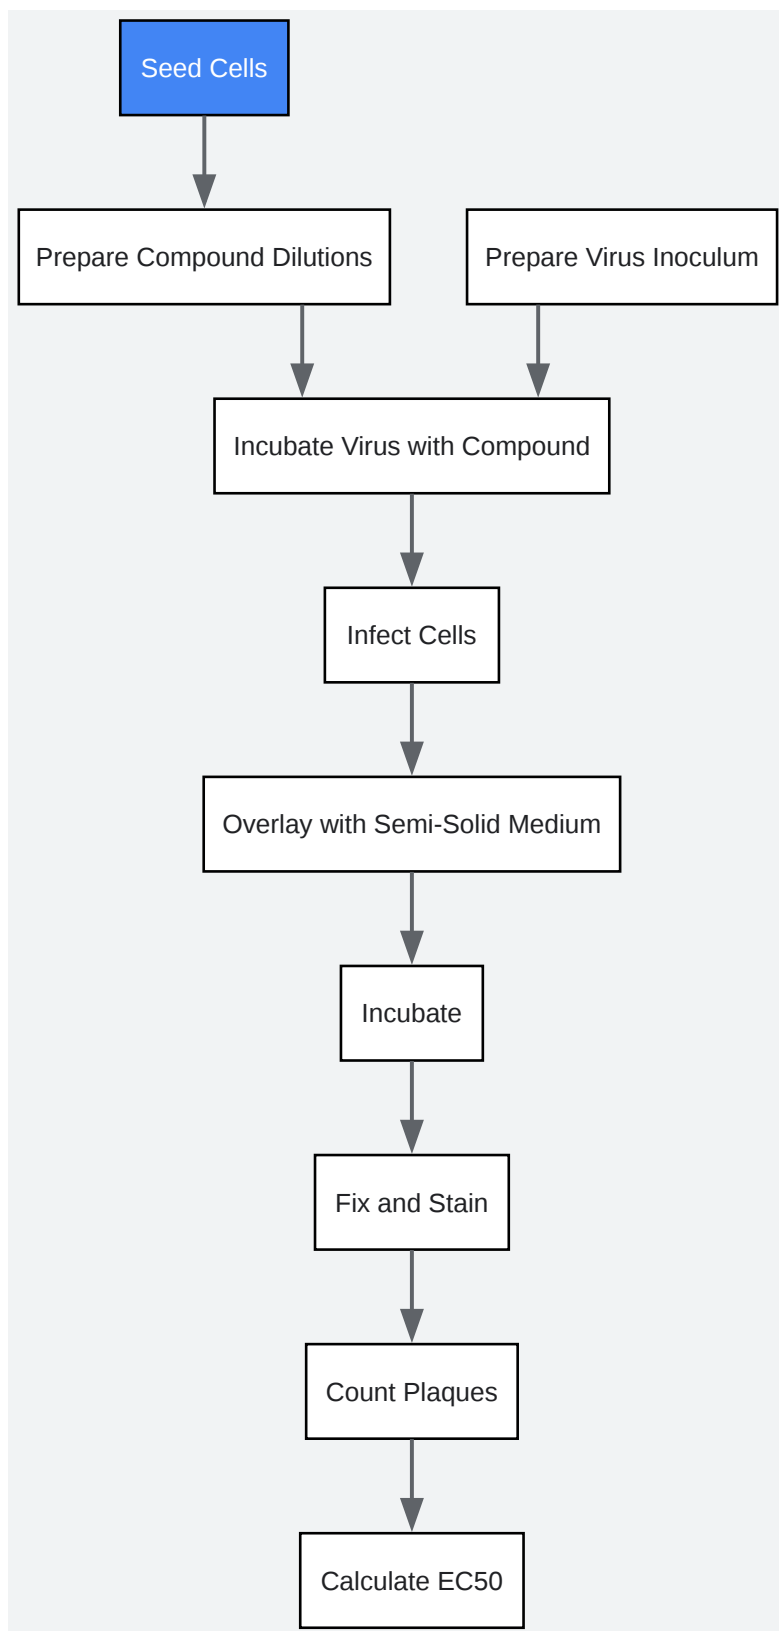 Seed Cells
Prepare Compound Dilutions
Prepare Virus Inoculum
Incubate Virus with Compound
Infect Cells
Overlay with Semi-Solid Medium
Incubate
Fix and Stain
Count Plaques
Calculate EC50